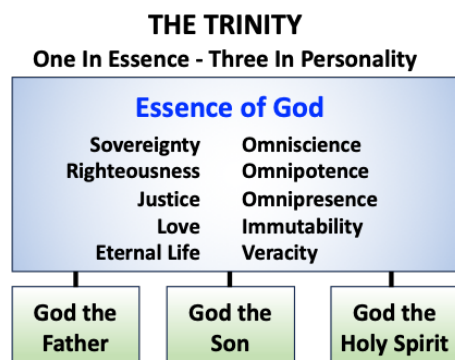 THE TRINITY
One In Essence - Three In Personality
Essence of God
Sovereignty Omniscience
Righteousness Omnipotence
Justice Omnipresence
Love Immutability
Eternal Life Veracity
God the Father
God the Son
God the Holy Spirit